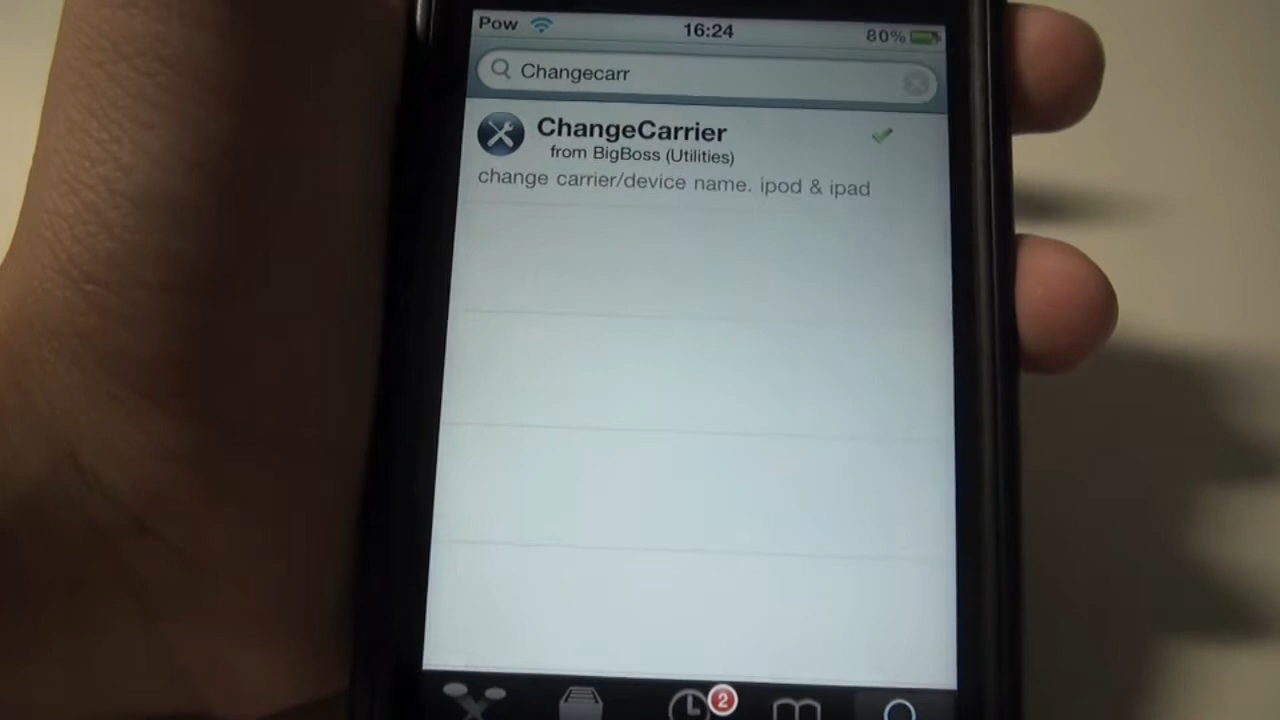 Pow 16:24 80%
Changecarr
ChangeCarrier
from BigBoss (Utilities)
change carrier/device name. ipod & ipad
2